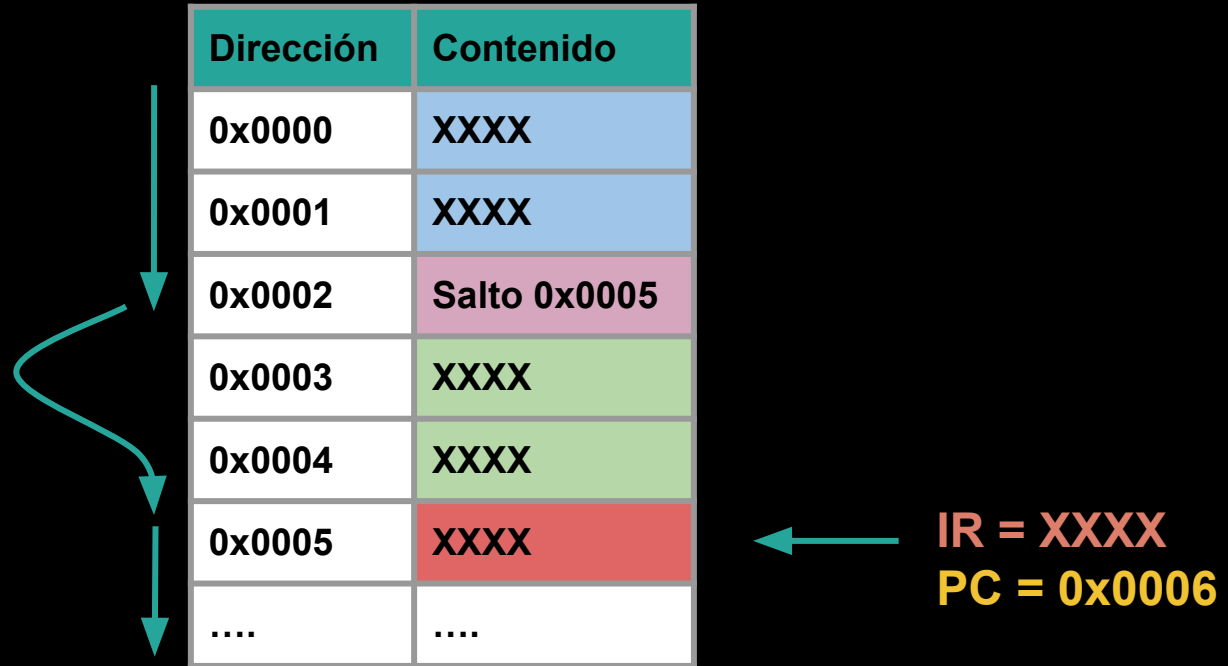 Dirección Contenido
0x0000 XXXX
0x0001 XXXX
0x0002 Salto 0x0005
0x0003 XXXX
0x0004 XXXX
0x0005 XXXX
.... ....
IR = XXXX
PC = 0x0006